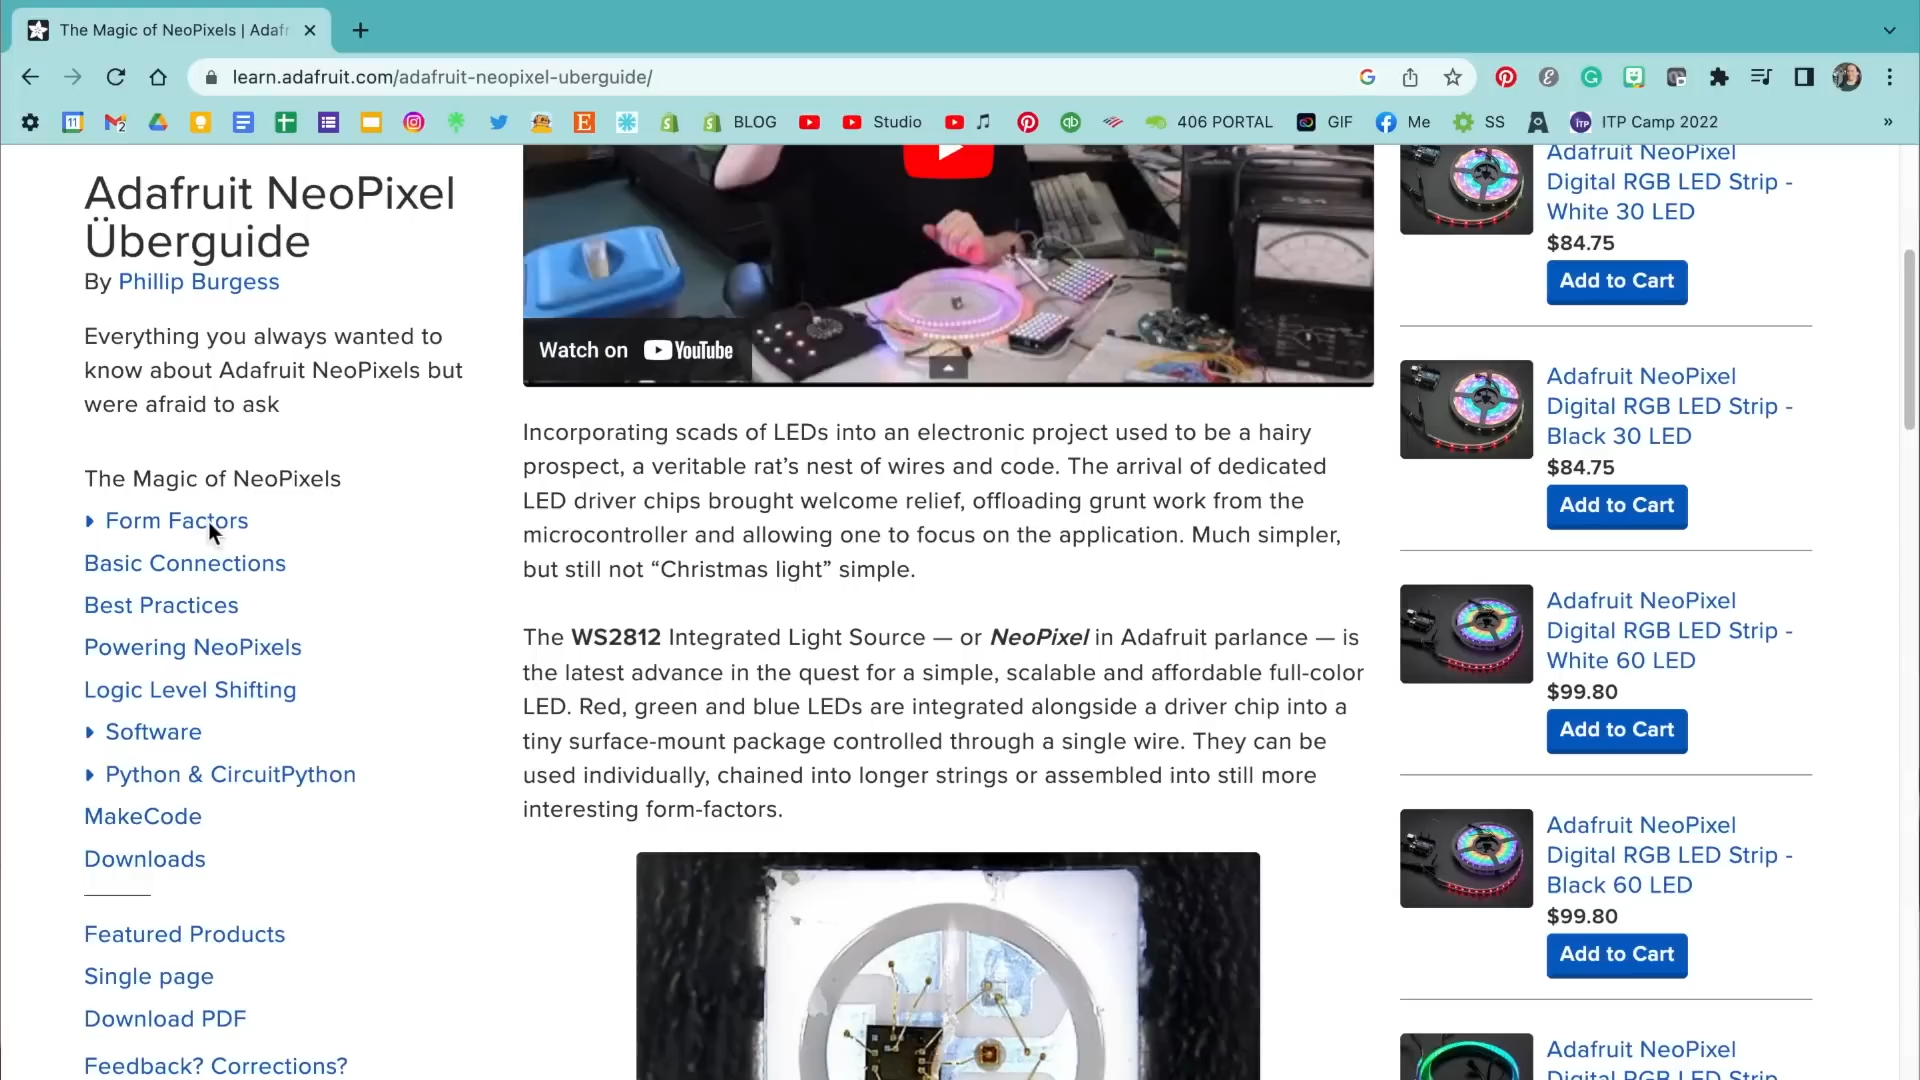 The Magic of NeoPixels | Adafr
learn.adafruit.com/adafruit-neopixel-uberguide/
11
2
BLOG
Studio
406 PORTAL
GIF
Me
SS
ITP Camp 2022
»
Adafruit NeoPixel
Überguide
By Phillip Burgess
Everything you always wanted to
know about Adafruit NeoPixels but
were afraid to ask
The Magic of NeoPixels
Form Factors
Basic Connections
Best Practices
Powering NeoPixels
Logic Level Shifting
Software
Python & CircuitPython
MakeCode
Downloads
Featured Products
Single page
Download PDF
Feedback? Corrections?
Watch on YouTube
Incorporating scads of LEDs into an electronic project used to be a hairy
prospect, a veritable rat’s nest of wires and code. The arrival of dedicated
LED driver chips brought welcome relief, offloading grunt work from the
microcontroller and allowing one to focus on the application. Much simpler,
but still not “Christmas light” simple.
The WS2812 Integrated Light Source — or NeoPixel in Adafruit parlance — is
the latest advance in the quest for a simple, scalable and affordable full-color
LED. Red, green and blue LEDs are integrated alongside a driver chip into a
tiny surface-mount package controlled through a single wire. They can be
used individually, chained into longer strings or assembled into still more
interesting form-factors.
Adafruit NeoPixel
Digital RGB LED Strip -
White 30 LED
$84.75
Add to Cart
Adafruit NeoPixel
Digital RGB LED Strip -
Black 30 LED
$84.75
Add to Cart
Adafruit NeoPixel
Digital RGB LED Strip -
White 60 LED
$99.80
Add to Cart
Adafruit NeoPixel
Digital RGB LED Strip -
Black 60 LED
$99.80
Add to Cart
Adafruit NeoPixel
Digital RGB LED Strip